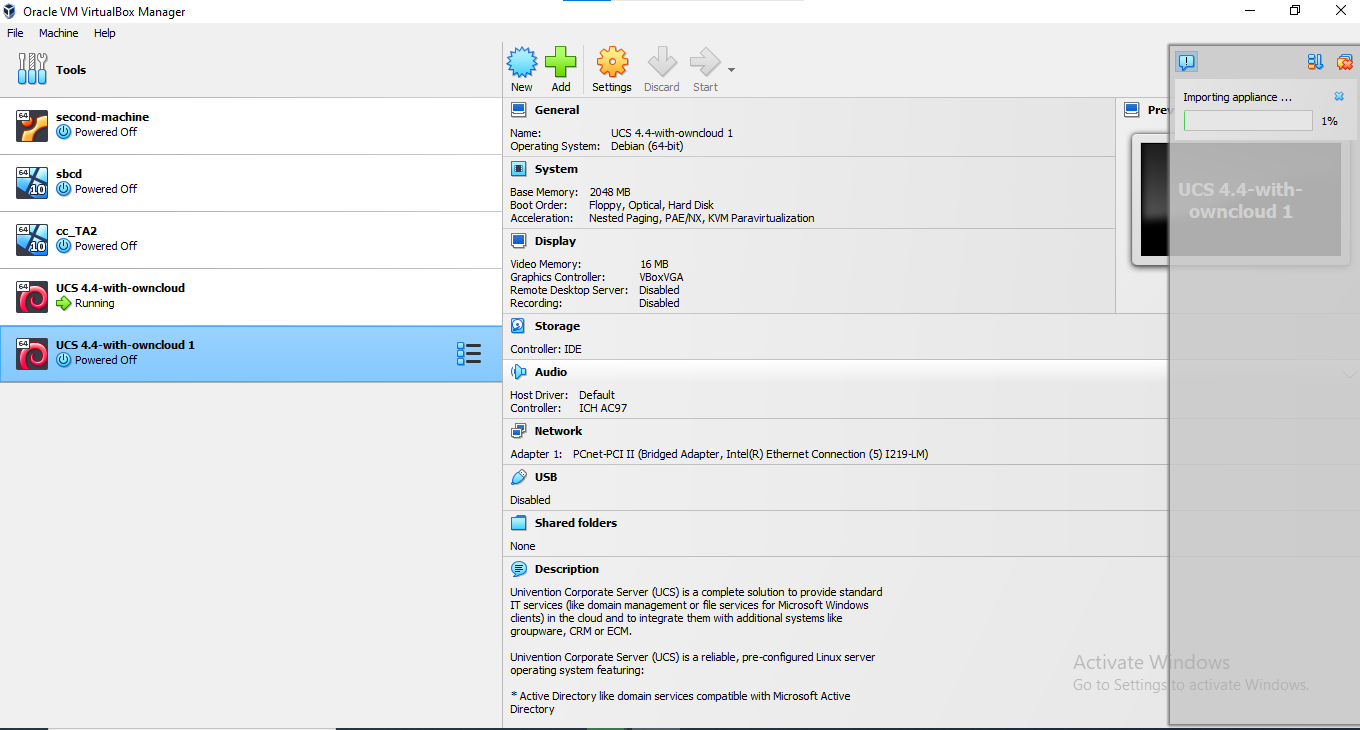 Oracle VM VirtualBox Manager
File Machine Help
Tools
64
second-machine
Powered Off
64
10
sbcd
Powered Off
64
10
cc_TA2
Powered Off
64
UCS 4.4-with-owncloud
Running
64
UCS 4.4-with-owncloud 1
Powered Off
New Add Settings Discard Start
General
Name: UCS 4.4-with-owncloud 1
Operating System: Debian (64-bit)
System
Base Memory: 2048 MB
Boot Order: Floppy, Optical, Hard Disk
Acceleration: Nested Paging, PAE/NX, KVM Paravirtualization
Display
Video Memory: 16 MB
Graphics Controller: VBoxVGA
Remote Desktop Server: Disabled
Recording: Disabled
Storage
Controller: IDE
Audio
Host Driver: Default
Controller: ICH AC97
Network
Adapter 1: PCnet-PCI II (Bridged Adapter, Intel(R) Ethernet Connection (5) I219-LM)
USB
Disabled
Shared folders
None
Description
Univention Corporate Server (UCS) is a complete solution to provide standard
IT services (like domain management or file services for Microsoft Windows
clients) in the cloud and to integrate them with additional systems like
groupware, CRM or ECM.
Univention Corporate Server (UCS) is a reliable, pre-configured Linux server
operating system featuring:
* Active Directory like domain services compatible with Microsoft Active
Directory
Prev
UCS 4.4-with-
owncloud 1
Importing appliance ...
1%
Activate Windows
Go to Settings to activate Windows.